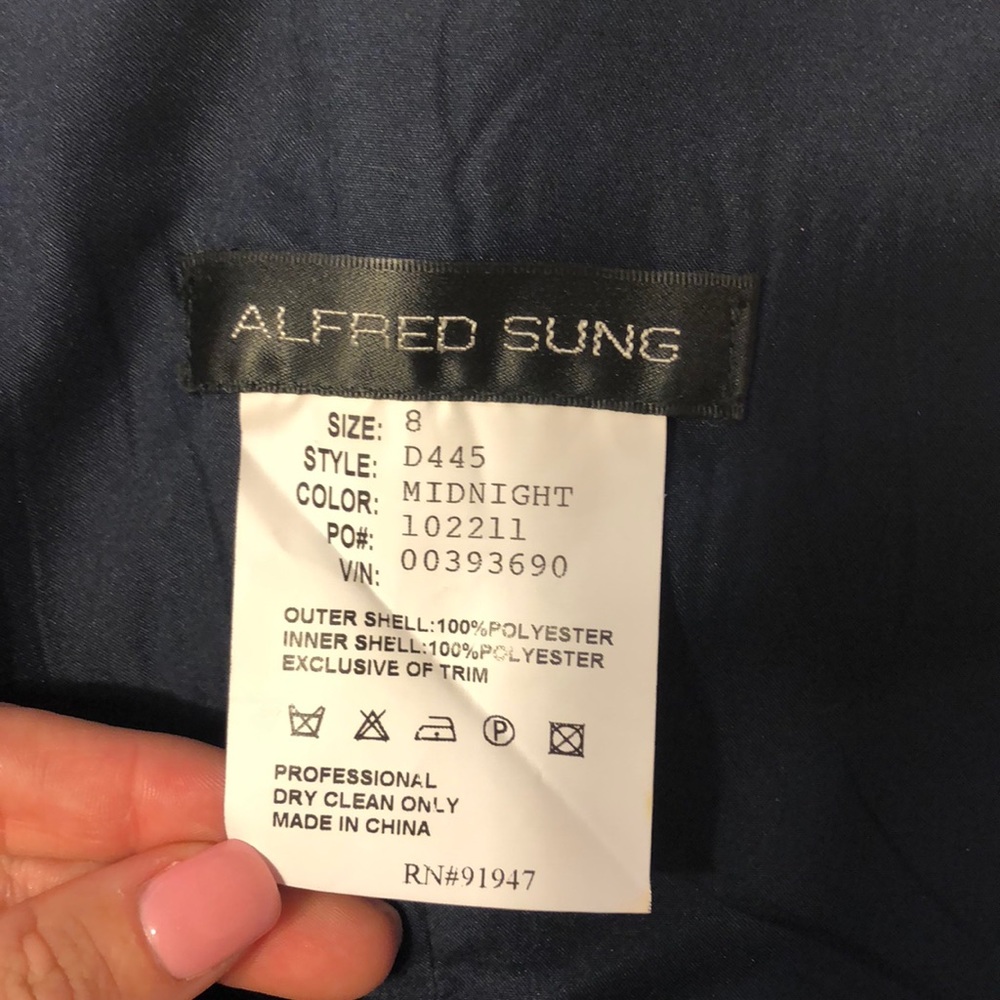 ALFRED SUNG
SIZE: 8
STYLE: D445
COLOR: MIDNIGHT
PO#: 102211
V/N: 00393690
OUTER SHELL:100%POLYESTER
INNER SHELL:100%POLYESTER
EXCLUSIVE OF TRIM
P
PROFESSIONAL
DRY CLEAN ONLY
MADE IN CHINA
RN#91947